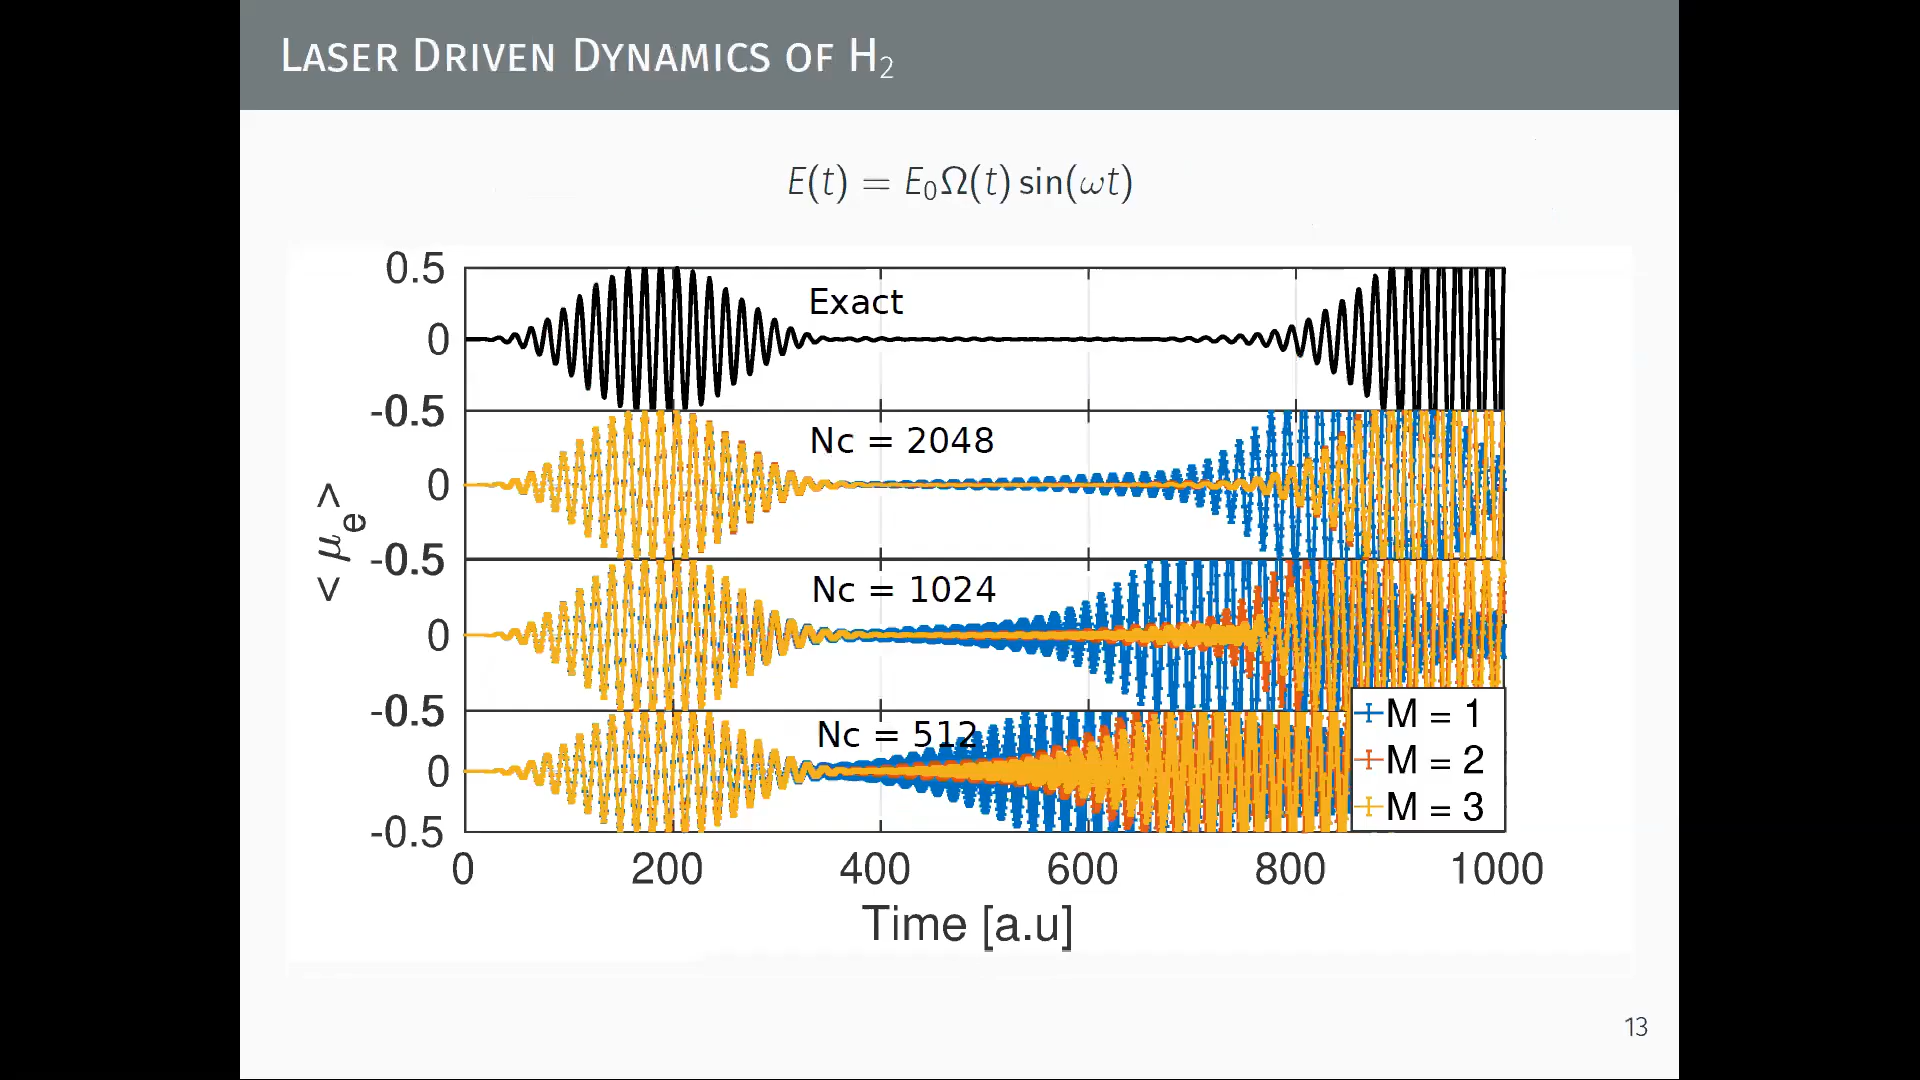 LASER DRIVEN DYNAMICS OF H₂
E(t) = E₀Ω(t) sin(ωt)
0.5
Exact
0
-0.5
Nc = 2048
0
-0.5
Nc = 1024
0
-0.5
Nc = 512
0
-0.5
< μe >
M = 1
M = 2
M = 3
0 200 400 600 800 1000
Time [a.u]
13